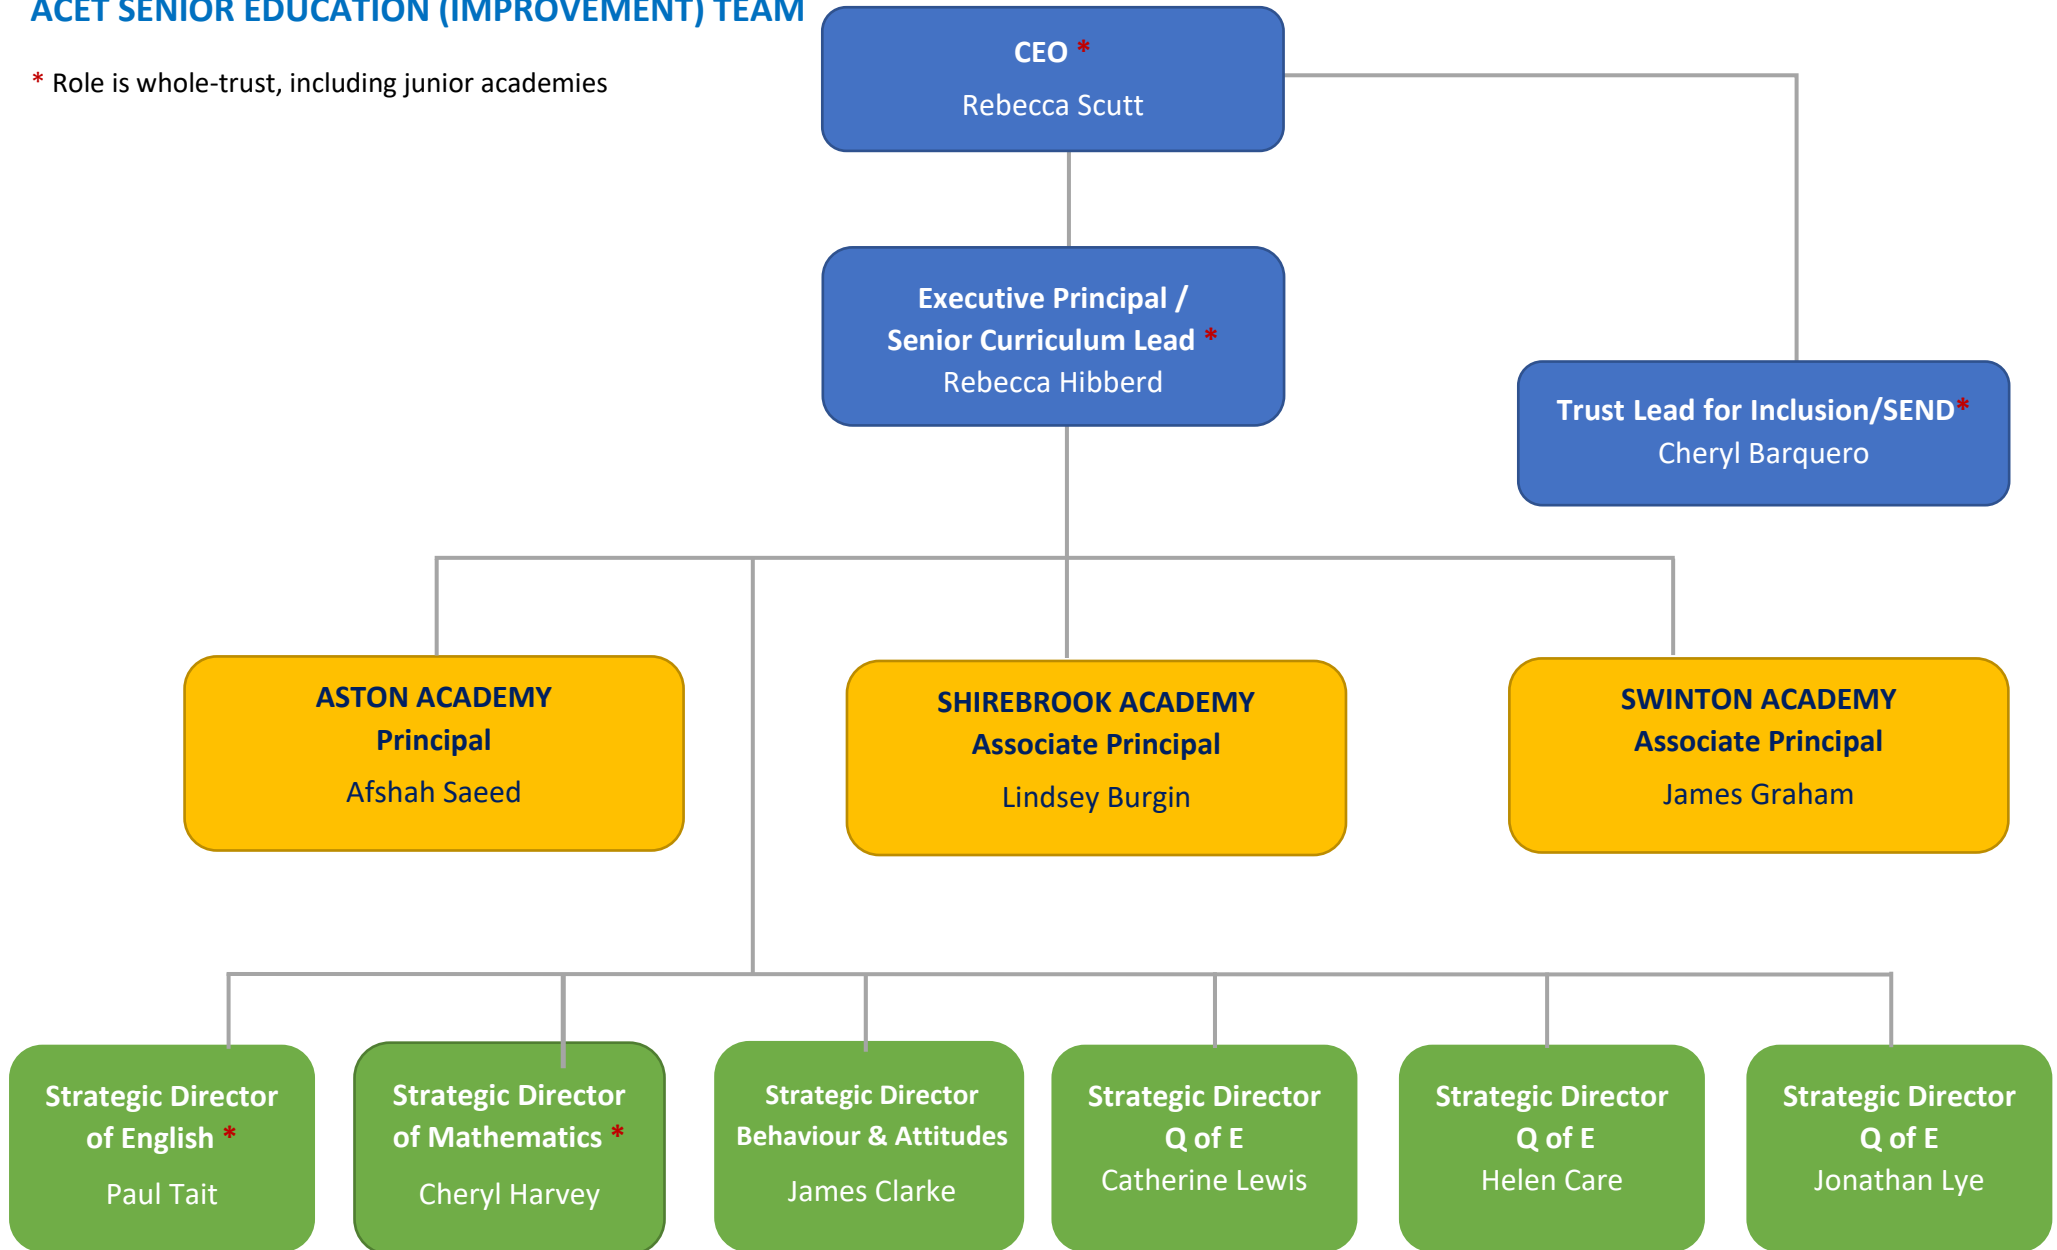 ACET SENIOR EDUCATION (IMPROVEMENT) TEAM
* Role is whole-trust, including junior academies
CEO *
Rebecca Scutt
Executive Principal /
Senior Curriculum Lead *
Rebecca Hibberd
Trust Lead for Inclusion/SEND*
Cheryl Barquero
ASTON ACADEMY
Principal
Afshah Saeed
SHIREBROOK ACADEMY
Associate Principal
Lindsey Burgin
SWINTON ACADEMY
Associate Principal
James Graham
Strategic Director
of English *
Paul Tait
Strategic Director
of Mathematics *
Cheryl Harvey
Strategic Director
Behaviour & Attitudes
James Clarke
Strategic Director
Q of E
Catherine Lewis
Strategic Director
Q of E
Helen Care
Strategic Director
Q of E
Jonathan Lye